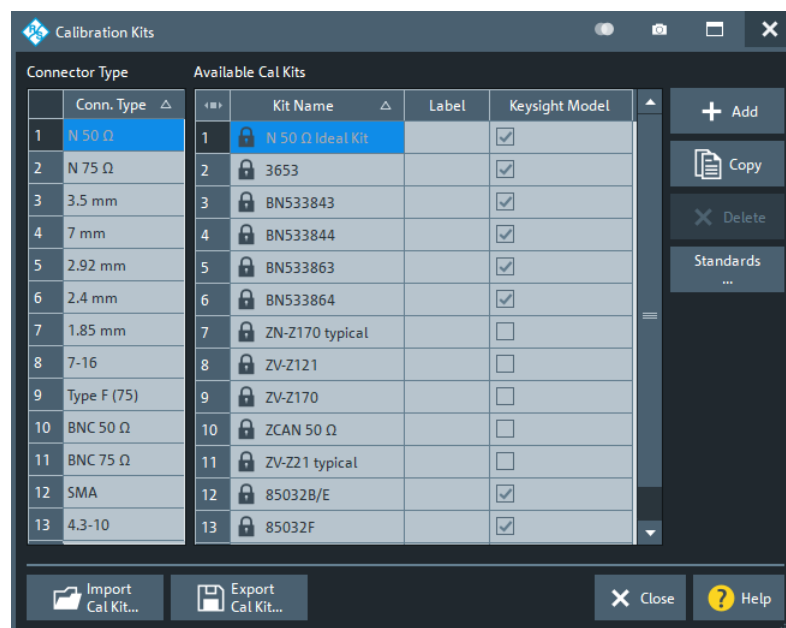 Calibration Kits
Connector Type
Available Cal Kits
Conn. Type
Kit Name Label Keysight Model
1 N 50 Ω
2 N 75 Ω
3 3.5 mm
4 7 mm
5 2.92 mm
6 2.4 mm
7 1.85 mm
8 7-16
9 Type F (75)
10 BNC 50 Ω
11 BNC 75 Ω
12 SMA
13 4.3-10
1 N 50 Ω Ideal Kit
2 3653
3 BN533843
4 BN533844
5 BN533863
6 BN533864
7 ZN-Z170 typical
8 ZV-Z121
9 ZV-Z170
10 ZCAN 50 Ω
11 ZV-Z21 typical
12 85032B/E
13 85032F
Add
Copy
Delete
Standards
...
Import
Cal Kit...
Export
Cal Kit...
Close
? Help